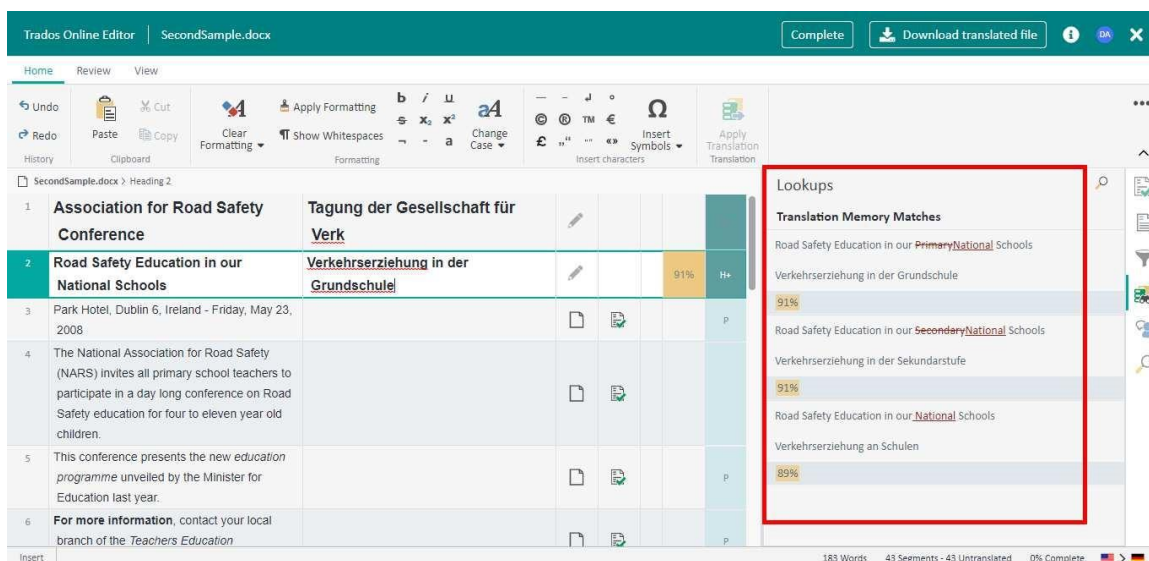 Trados Online Editor | SecondSample.docx
Complete
Download translated file
DA
Home Review View
Undo
Redo
History
Paste
Cut
Copy
Clipboard
Clear
Formatting
Apply Formatting
Show Whitespaces
b i u
S X₂ X²
¬ - a
aA
Change
Case
Formatting
— – ↲ °
© ® TM €
£ „“ «»
Ω
Insert
Symbols
Insert characters
Apply
Translation
Translation
SecondSample.docx > Heading 2
1
Association for Road Safety
Conference
Tagung der Gesellschaft für
Verk
2
Road Safety Education in our
National Schools
Verkehrserziehung in der
Grundschule
91%
H+
3
Park Hotel, Dublin 6, Ireland - Friday, May 23,
2008
P
4
The National Association for Road Safety
(NARS) invites all primary school teachers to
participate in a day long conference on Road
Safety education for four to eleven year old
children.
5
This conference presents the new education
programme unveiled by the Minister for
Education last year.
P
6
For more information, contact your local
branch of the Teachers Education
P
Lookups
Translation Memory Matches
Road Safety Education in our PrimaryNational Schools
Verkehrserziehung in der Grundschule
91%
Road Safety Education in our SecondaryNational Schools
Verkehrserziehung in der Sekundarstufe
91%
Road Safety Education in our National Schools
Verkehrserziehung an Schulen
89%
Insert
183 Words 43 Segments - 43 Untranslated 0% Complete